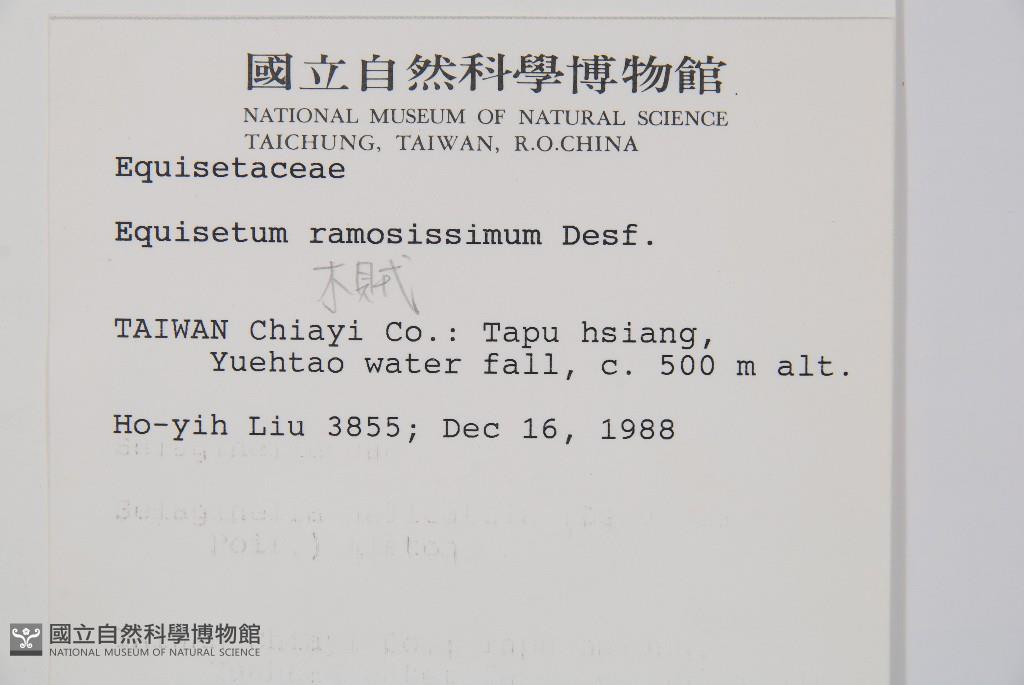 國立自然科學博物館
NATIONAL MUSEUM OF NATURAL SCIENCE
TAICHUNG, TAIWAN, R.O.CHINA
Equisetaceae
Equisetum ramosissimum Desf.
木賊
TAIWAN Chiayi Co.: Tapu hsiang,
Yuehtao water fall, c. 500 m alt.
Ho-yih Liu 3855; Dec 16, 1988
國立自然科學博物館
NATIONAL MUSEUM OF NATURAL SCIENCE